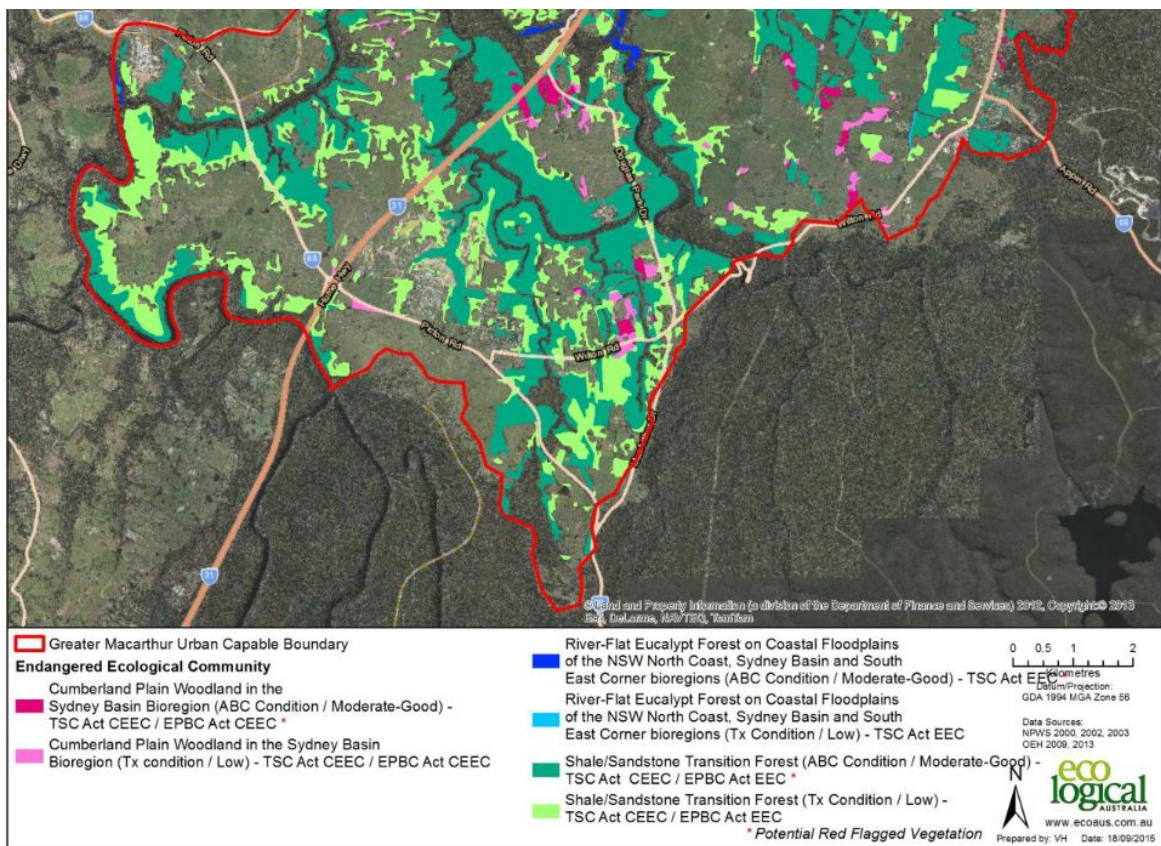 88
Picton Rd
Hwy
31
Douglas Park Dr
Appin Rd
69
Wilton Rd
88
Hume Hwy
Picton Rd
Wilton Rd
31
© Land and Property Information (a division of the Department of Finance and Services) 2012, Copyright:© 2013
Esri, DeLorme, NAVTEQ, TomTom
Greater Macarthur Urban Capable Boundary
Endangered Ecological Community
Cumberland Plain Woodland in the
Sydney Basin Bioregion (ABC Condition / Moderate-Good) -
TSC Act CEEC / EPBC Act CEEC *
Cumberland Plain Woodland in the Sydney Basin
Bioregion (Tx condition / Low) - TSC Act CEEC / EPBC Act CEEC
River-Flat Eucalypt Forest on Coastal Floodplains
of the NSW North Coast, Sydney Basin and South
East Corner bioregions (ABC Condition / Moderate-Good) - TSC Act EEC *
River-Flat Eucalypt Forest on Coastal Floodplains
of the NSW North Coast, Sydney Basin and South
East Corner bioregions (Tx Condition / Low) - TSC Act EEC
Shale/Sandstone Transition Forest (ABC Condition / Moderate-Good) -
TSC Act CEEC / EPBC Act EEC *
Shale/Sandstone Transition Forest (Tx Condition / Low) -
TSC Act CEEC / EPBC Act EEC
* Potential Red Flagged Vegetation
0 0.5 1 2
Kilometres
Datum/Projection:
GDA 1994 MGA Zone 56
Data Sources:
NPWS 2000, 2002, 2003
OEH 2009, 2013
N
eco
logical
AUSTRALIA
www.ecoaus.com.au
Prepared by: VH Date: 18/09/2015